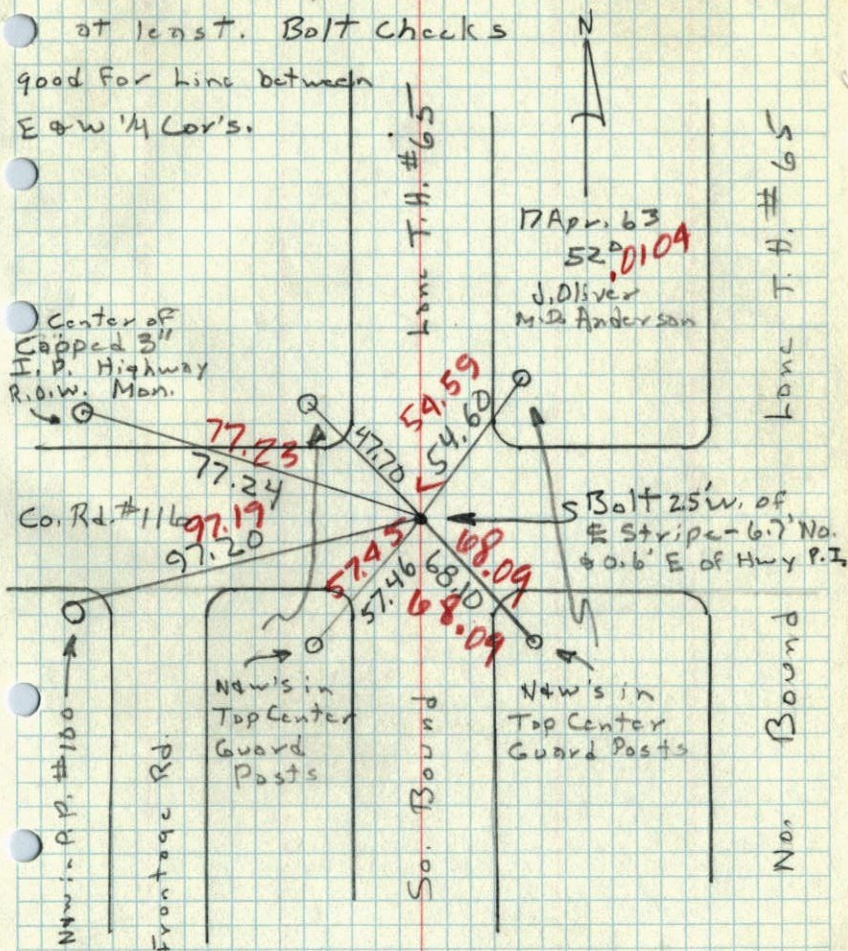 at least. Bolt Checks
good For Line between
E & W 1/4 Cor's.
N
Lane T.H. #65
Lane T.H. #65
17 Apr. 63
52° .0104
J. Oliver
M.D. Anderson
Center of
Capped 3"
I.P. Highway
R.O.W. Mon.
77.23
77.24
47.70
54.59
54.60
Co. Rd. #116
97.19
97.20
57.45
57.46
68.09
68.10
68.09
Bolt 2.5' W. of
Stripe - 6.7' No.
& 0.6' E of Hwy P.I.
N&W's in
Top Center
Guard
Posts
N&W's in
Top Center
Guard Posts
N&W in P.P. #180
Frontage Rd.
So. Bound
No. Bound